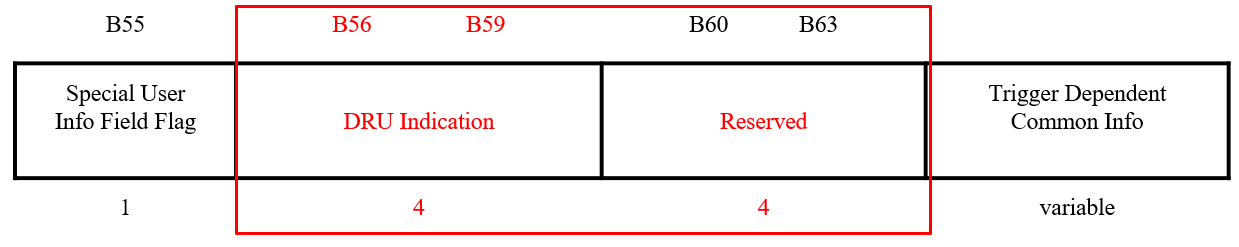 B55 B56 B59 B60 B63
Special User
Info Field Flag
DRU Indication
Reserved
Trigger Dependent
Common Info
1 4 4 variable